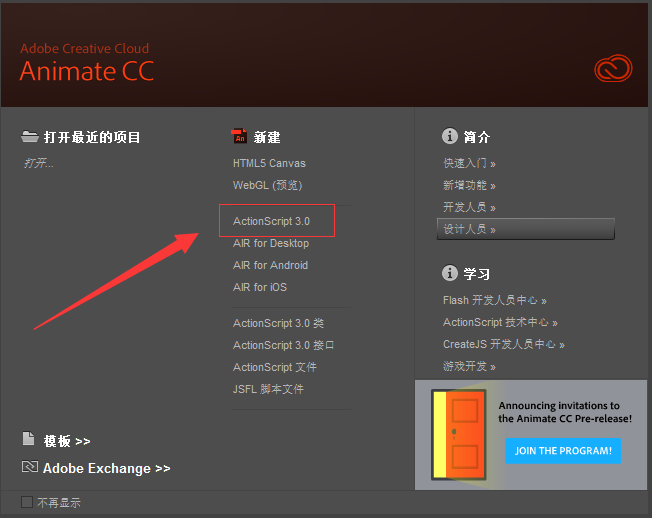 Adobe Creative Cloud
Animate CC
打开最近的项目
打开...
新建
An
HTML5 Canvas
WebGL (预览)
ActionScript 3.0
AIR for Desktop
AIR for Android
AIR for iOS
ActionScript 3.0 类
ActionScript 3.0 接口
ActionScript 文件
JSFL 脚本文件
简介
快速入门 »
新增功能 »
开发人员 »
设计人员 »
学习
Flash 开发人员中心 »
ActionScript 技术中心 »
CreateJS 开发人员中心 »
游戏开发 »
Announcing invitations to
the Animate CC Pre-release!
JOIN THE PROGRAM!
模板 >>
Adobe Exchange >>
不再显示